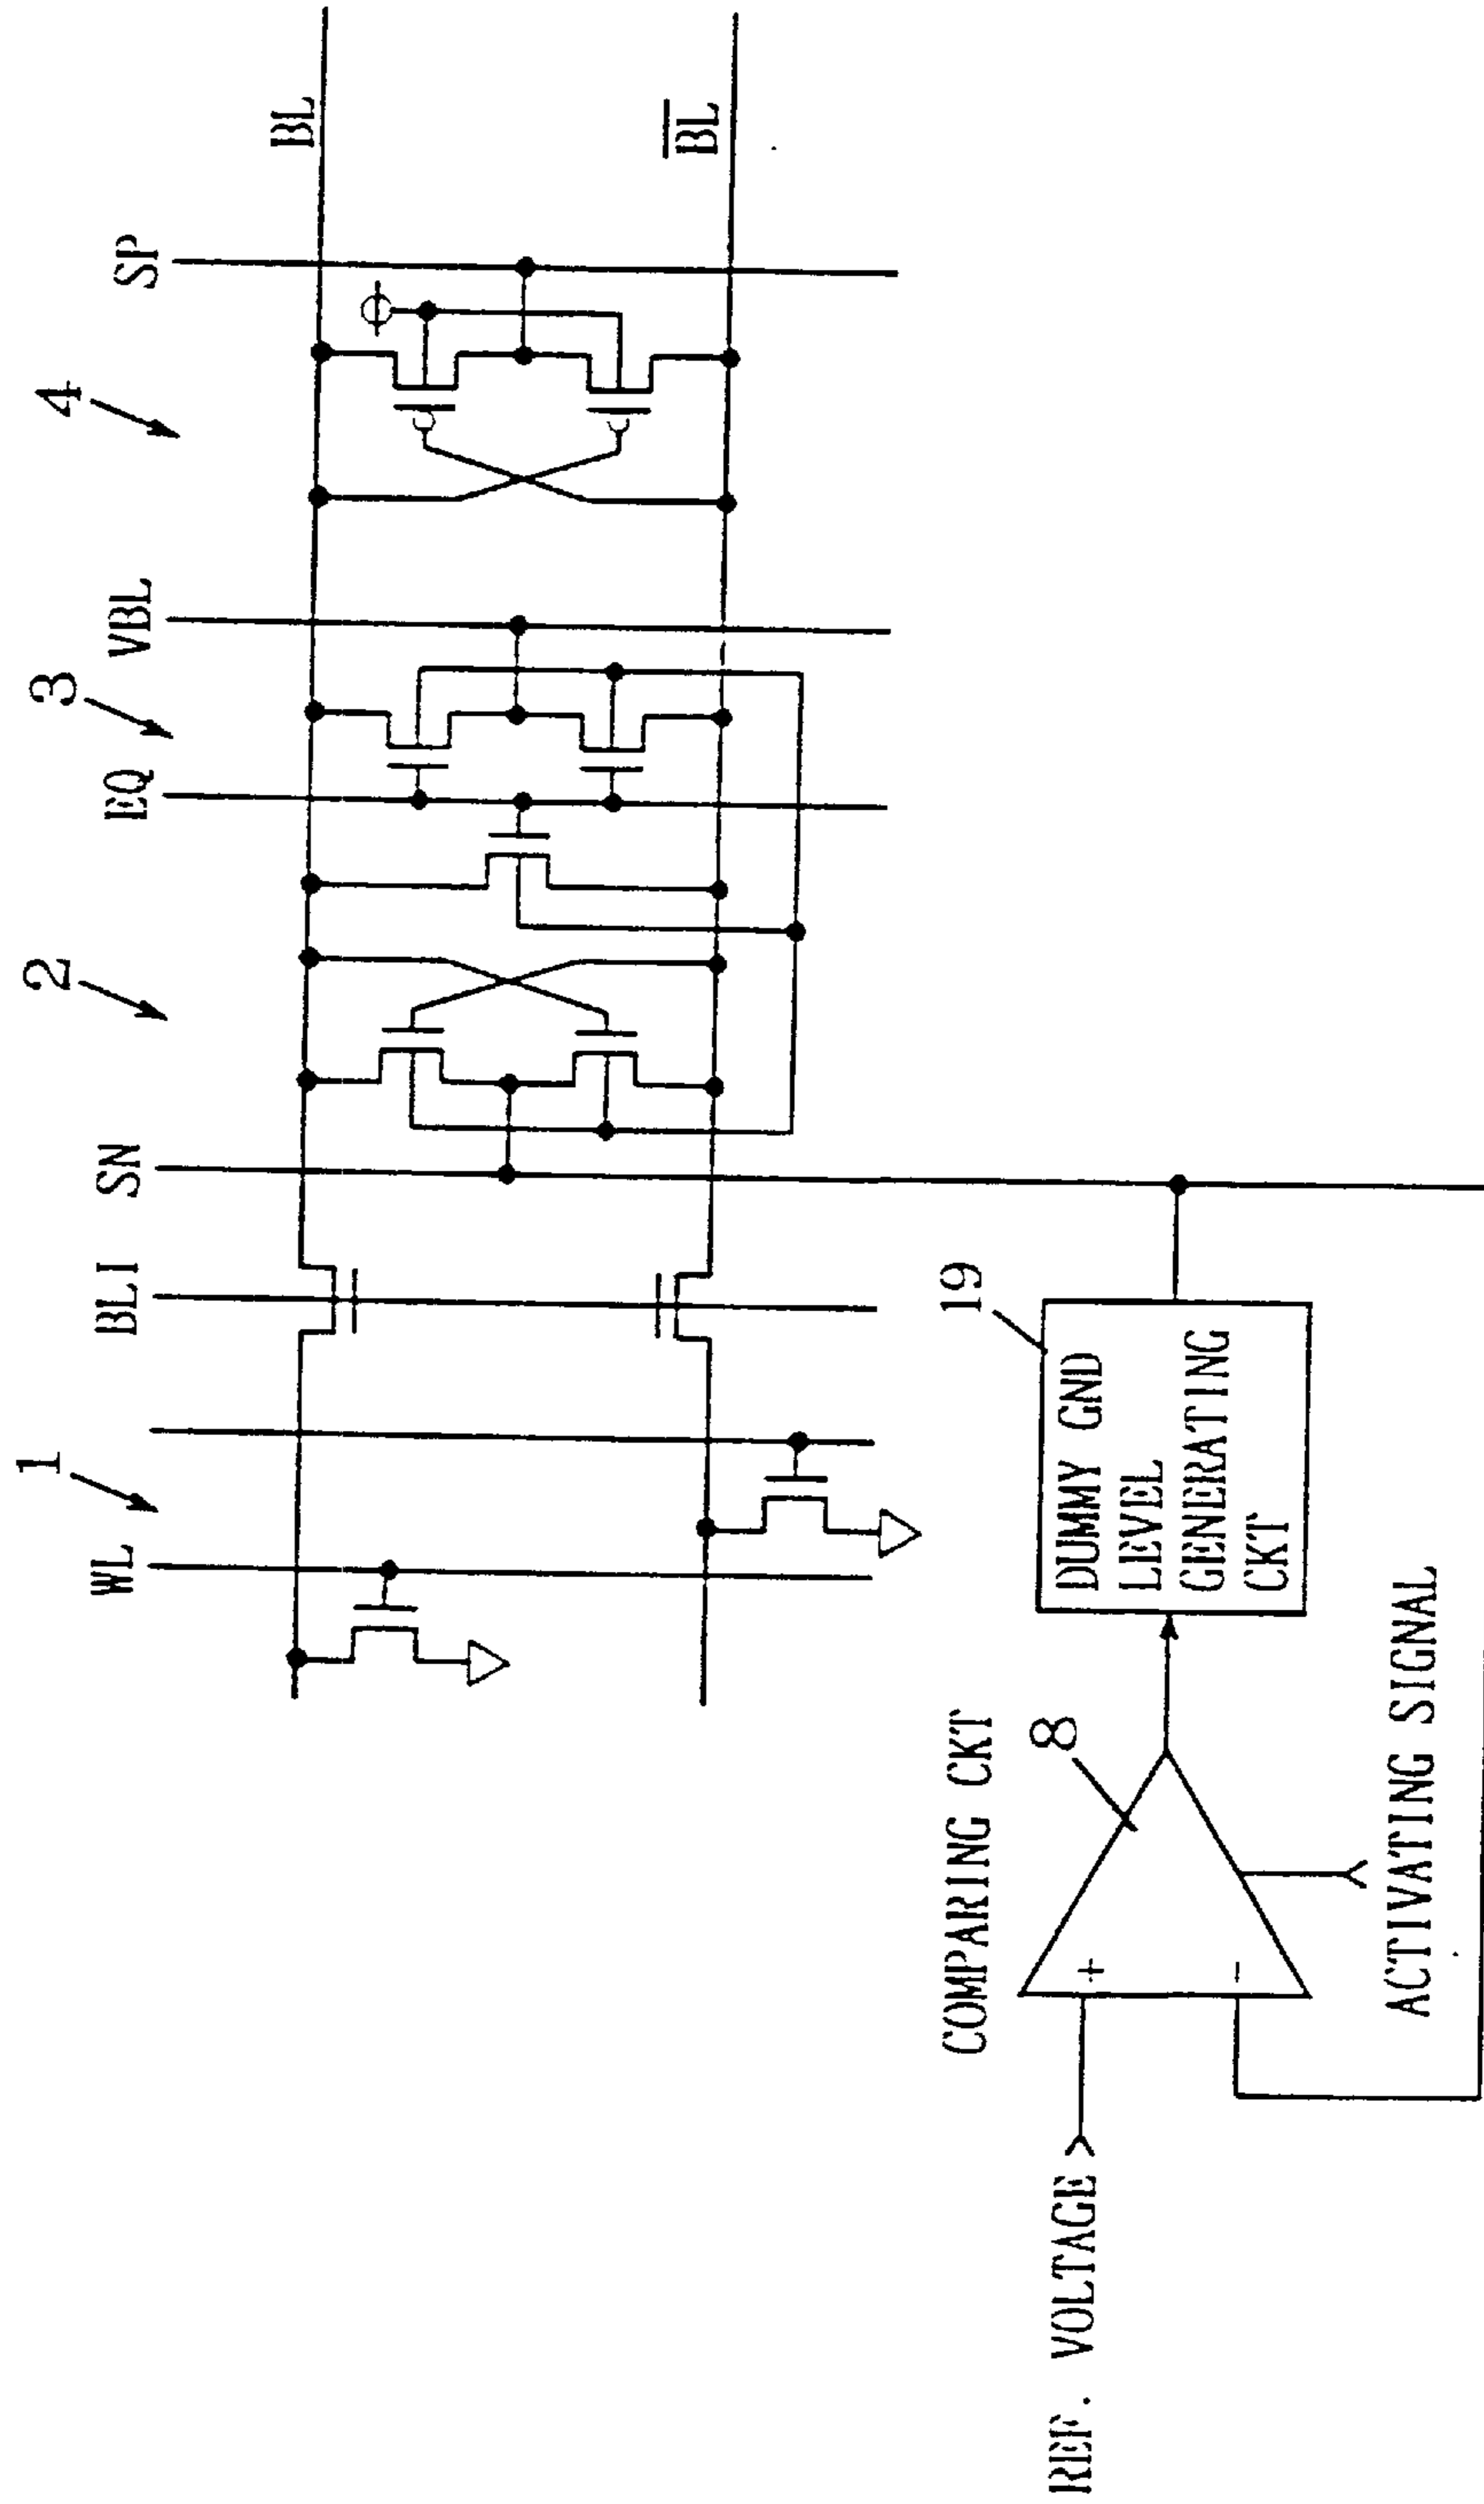 1
2
3
4
WL
BLI
SN
EQ
VBL
SP
BL
B̅L̅
COMPARING CKT
8
19
REF. VOLTAGE
+
−
DUMMY GND
LEVEL
GENERATING
CKT
ACTIVATING SIGNAL